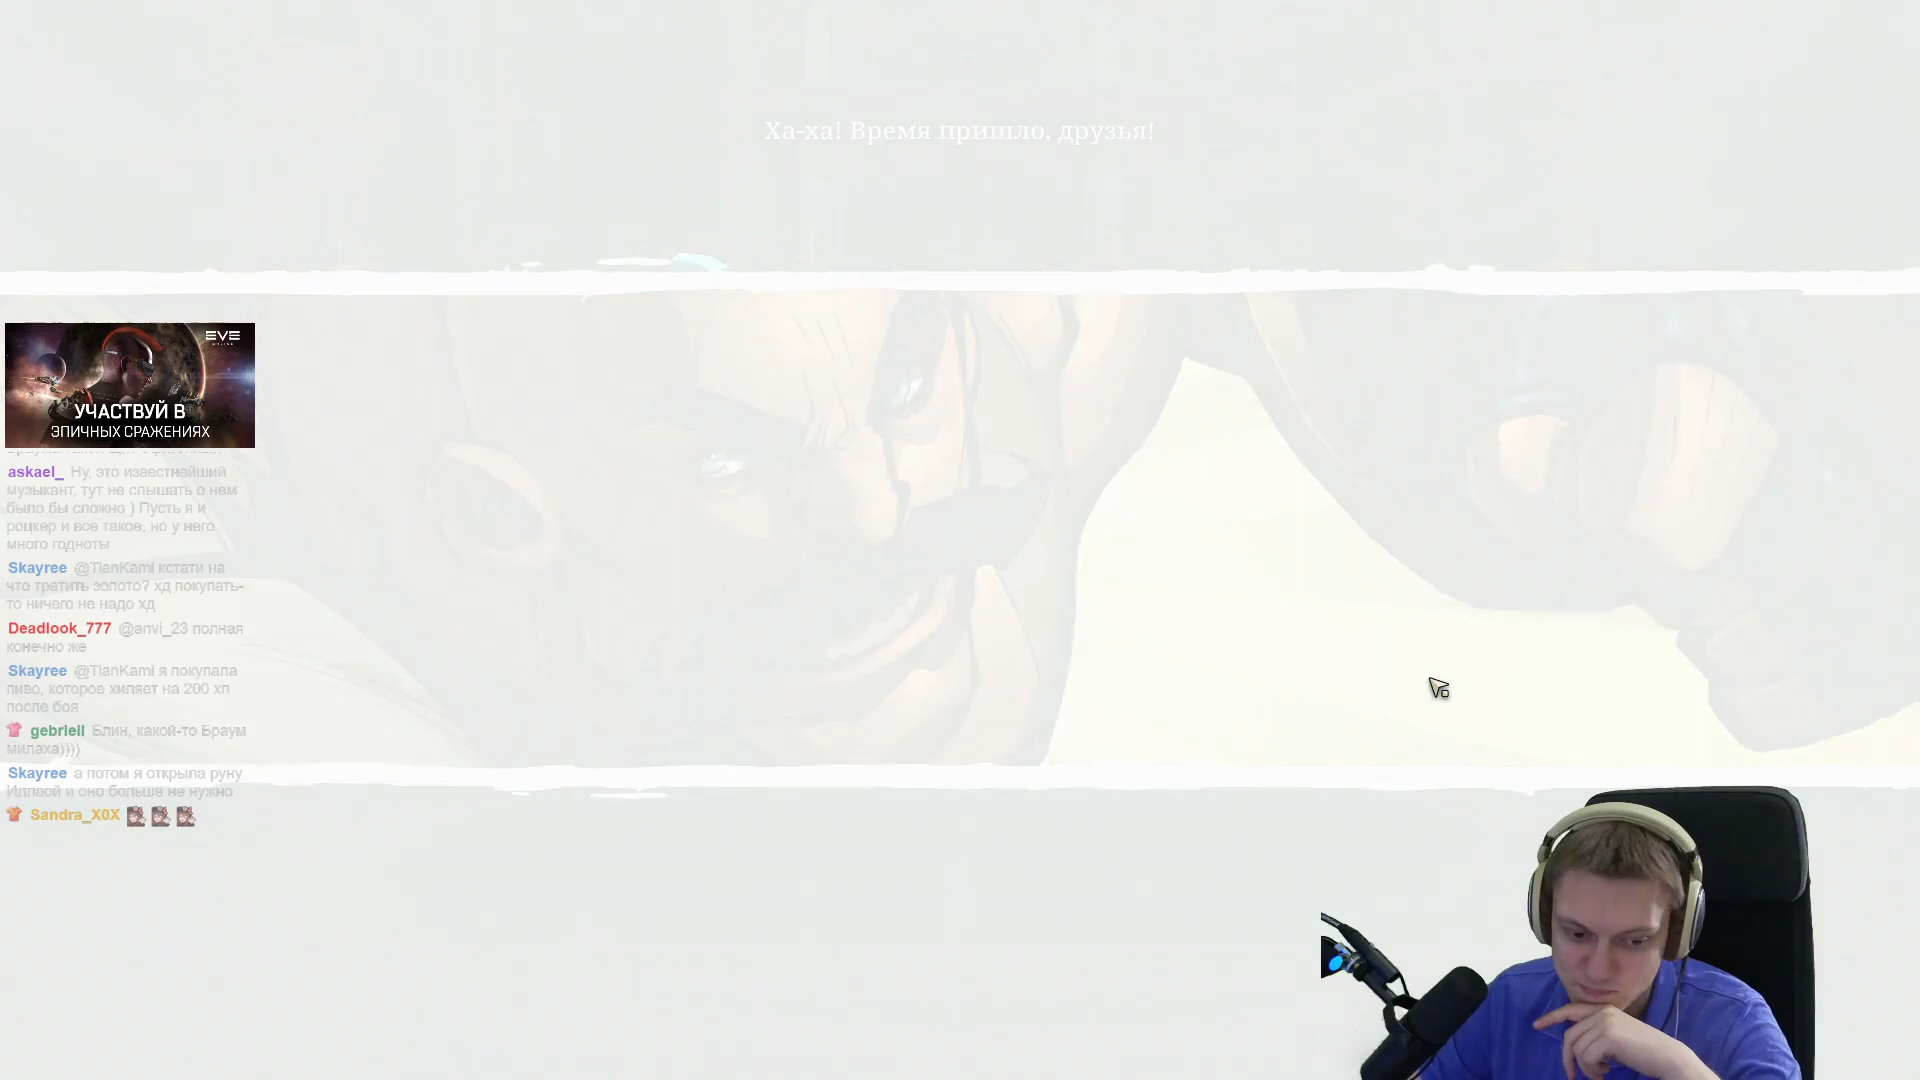 Ха-ха! Время пришло, друзья!
EVE
ONLINE
УЧАСТВУЙ В
ЭПИЧНЫХ СРАЖЕНИЯХ
askael_ Ну, это известнейший
музыкант, тут не слышать о нем
было бы сложно ) Пусть я и
роцкер и все такое, но у него
много годноты
Skayree @TianKami кстати на
что тратить золото? хд покупать-
то ничего не надо хд
Deadlook_777 @anvi_23 полная
конечно же
Skayree @TianKami я покупала
пиво, которое хиляет на 200 хп
после боя
gebriell Блин, какой-то Браум
милаха))))
Skayree а потом я открыла руну
Иллаой и оно больше не нужно
Sandra_X0X